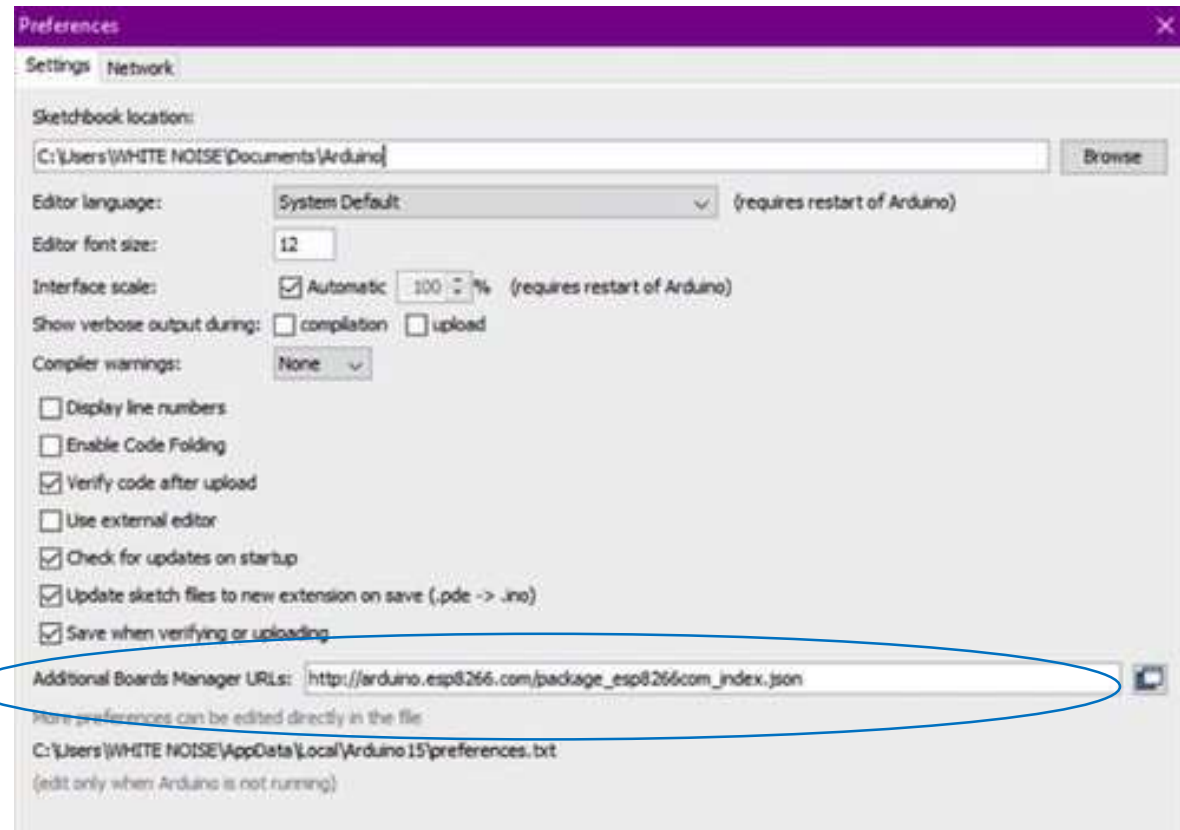 Preferences
Settings Network
Sketchbook location:
C:\Users\WHITE NOISE\Documents\Arduino Browse
Editor language: System Default (requires restart of Arduino)
Editor font size: 12
Interface scale: Automatic 100 % (requires restart of Arduino)
Show verbose output during: compilation upload
Compiler warnings: None
Display line numbers
Enable Code Folding
Verify code after upload
Use external editor
Check for updates on startup
Update sketch files to new extension on save (.pde -> .ino)
Save when verifying or uploading
Additional Boards Manager URLs: http://arduino.esp8266.com/package_esp8266com_index.json
More preferences can be edited directly in the file
C:\Users\WHITE NOISE\AppData\Local\Arduino15\preferences.txt
(edit only when Arduino is not running)